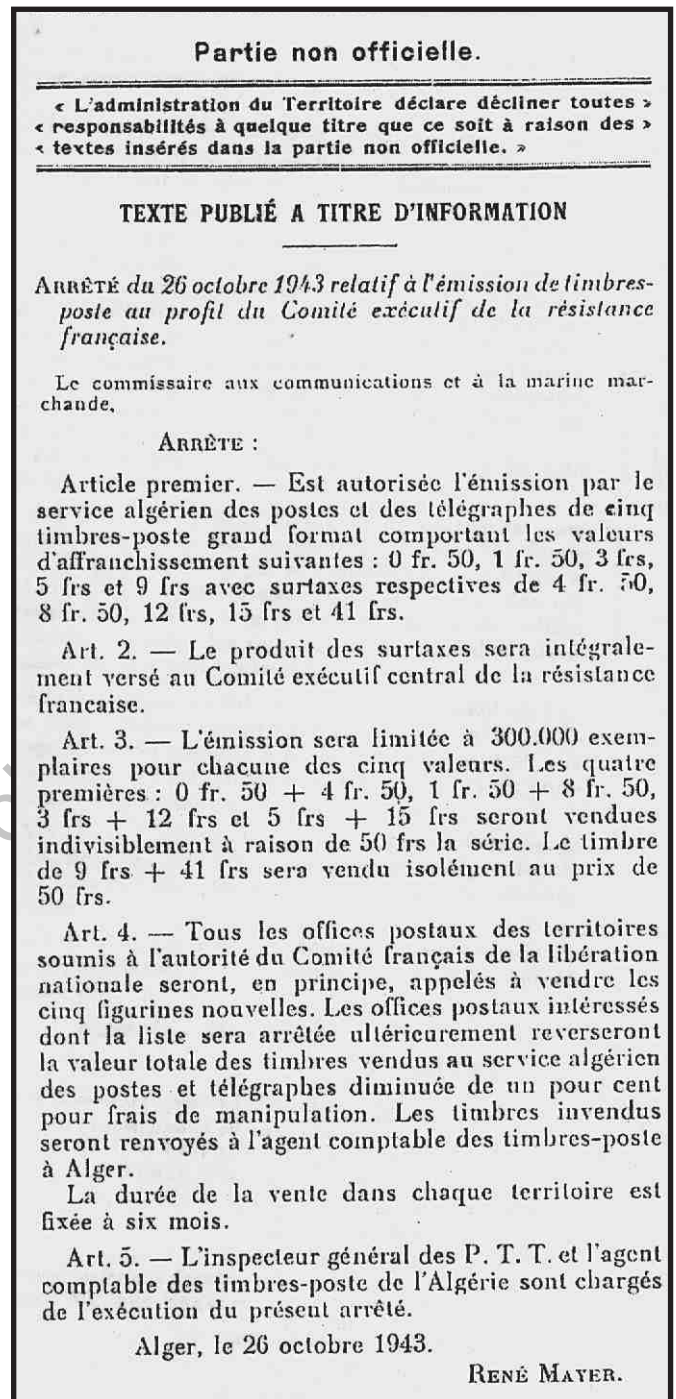 Partie non officielle.
« L'administration du Territoire déclare décliner toutes »
« responsabilités à quelque titre que ce soit à raison des »
« textes insérés dans la partie non officielle. »
TEXTE PUBLIÉ A TITRE D'INFORMATION
ARRÊTÉ du 26 octobre 1943 relatif à l'émission de timbres-
poste au profit du Comité exécutif de la résistance
française.
Le commissaire aux communications et à la marine mar-
chande,
ARRÊTE :
Article premier. — Est autorisée l'émission par le
service algérien des postes et des télégraphes de cinq
timbres-poste grand format comportant les valeurs
d'affranchissement suivantes : 0 fr. 50, 1 fr. 50, 3 frs,
5 frs et 9 frs avec surtaxes respectives de 4 fr. 50,
8 fr. 50, 12 frs, 15 frs et 41 frs.
Art. 2. — Le produit des surtaxes sera intégrale-
ment versé au Comité exécutif central de la résistance
francaise.
Art. 3. — L'émission sera limitée à 300.000 exem-
plaires pour chacune des cinq valeurs. Les quatre
premières : 0 fr. 50 + 4 fr. 50, 1 fr. 50 + 8 fr. 50,
3 frs + 12 frs et 5 frs + 15 frs seront vendues
indivisiblement à raison de 50 frs la série. Le timbre
de 9 frs + 41 frs sera vendu isolément au prix de
50 frs.
Art. 4. — Tous les offices postaux des territoires
soumis à l'autorité du Comité français de la libération
nationale seront, en principe, appelés à vendre les
cinq figurines nouvelles. Les offices postaux intéressés
dont la liste sera arrêtée ultérieurement reverseront
la valeur totale des timbres vendus au service algérien
des postes et télégraphes diminuée de un pour cent
pour frais de manipulation. Les timbres invendus
seront renvoyés à l'agent comptable des timbres-poste
à Alger.
La durée de la vente dans chaque territoire est
fixée à six mois.
Art. 5. — L'inspecteur général des P. T. T. et l'agent
comptable des timbres-poste de l'Algérie sont chargés
de l'exécution du présent arrêté.
Alger, le 26 octobre 1943.
RENÉ MAYER.